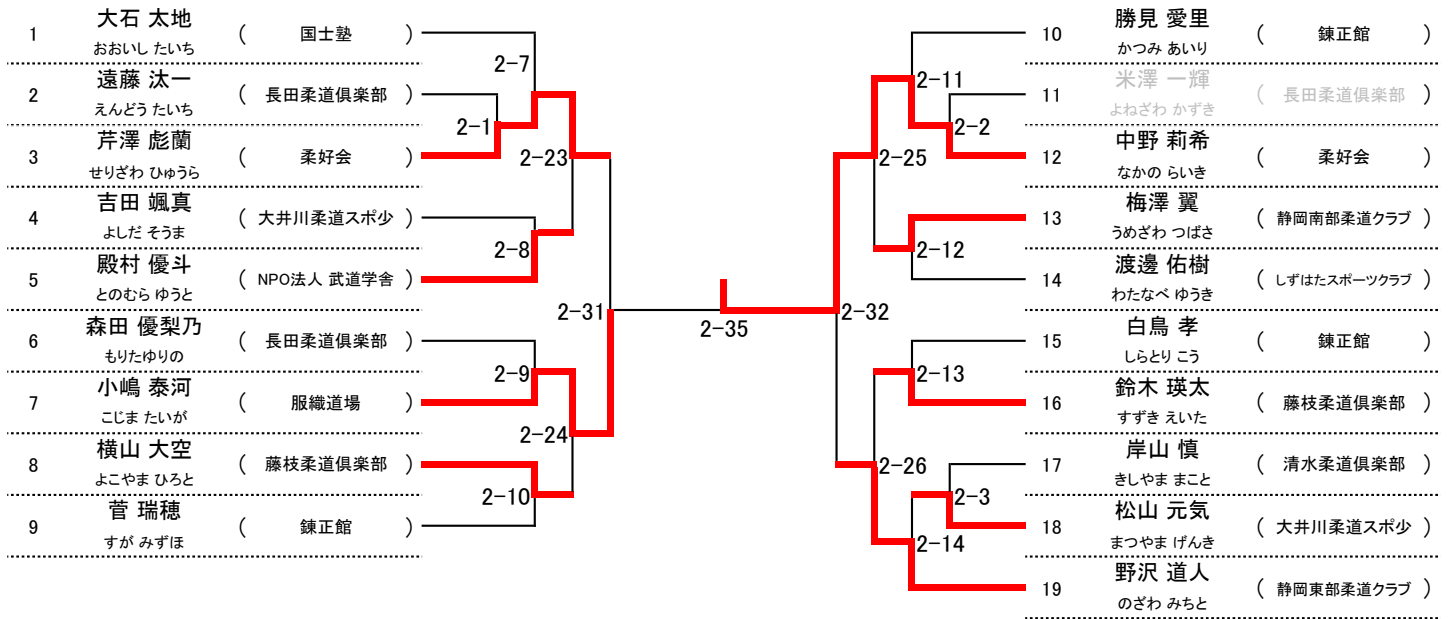 1 大石 太地 おおいし たいち ( 国士塾 )
2 遠藤 汰一 えんどう たいち ( 長田柔道倶楽部 )
3 芹澤 彪蘭 せりざわ ひゅうら ( 柔好会 )
4 吉田 颯真 よしだ そうま ( 大井川柔道スポ少 )
5 殿村 優斗 とのむら ゆうと ( NPO法人 武道学舎 )
6 森田 優梨乃 もりたゆりの ( 長田柔道倶楽部 )
7 小嶋 泰河 こじま たいが ( 服織道場 )
8 横山 大空 よこやま ひろと ( 藤枝柔道倶楽部 )
9 菅 瑞穂 すが みずほ ( 錬正館 )
2-7
2-1
2-23
2-8
2-31
2-9
2-24
2-10
2-35
2-11
2-2
2-25
2-12
2-32
2-13
2-26
2-3
2-14
10 勝見 愛里 かつみ あいり ( 錬正館 )
11 米澤 一輝 よねざわ かずき ( 長田柔道倶楽部 )
12 中野 莉希 なかの らいき ( 柔好会 )
13 梅澤 翼 うめざわ つばさ ( 静岡南部柔道クラブ )
14 渡邊 佑樹 わたなべ ゆうき ( しずはたスポーツクラブ )
15 白鳥 孝 しらとり こう ( 錬正館 )
16 鈴木 瑛太 すずき えいた ( 藤枝柔道倶楽部 )
17 岸山 慎 きしやま まこと ( 清水柔道倶楽部 )
18 松山 元気 まつやま げんき ( 大井川柔道スポ少 )
19 野沢 道人 のざわ みちと ( 静岡東部柔道クラブ )